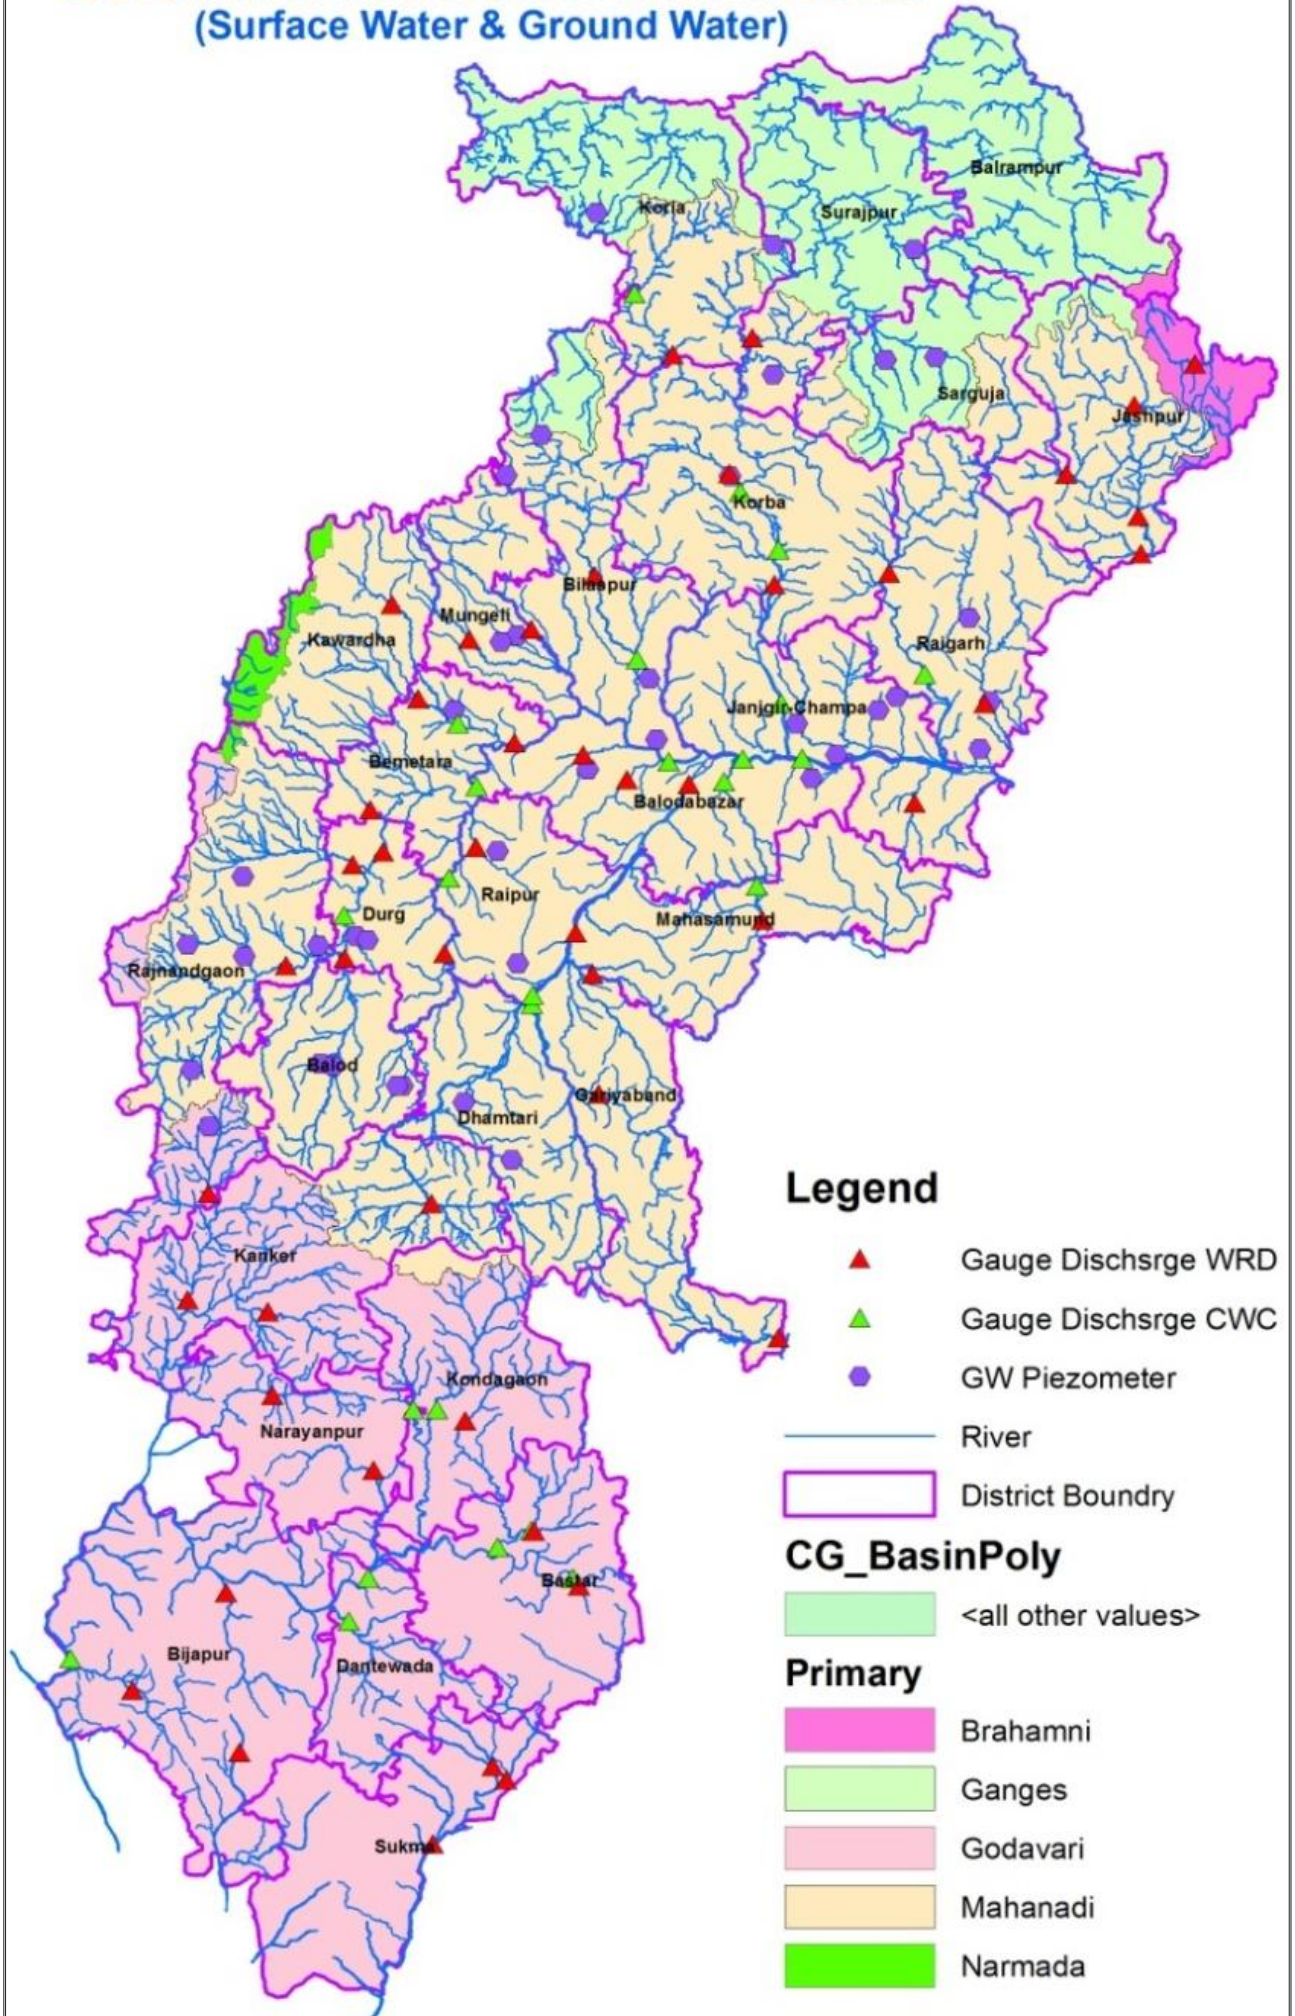 (Surface Water & Ground Water)
Balrampur
Koria
Surajpur
Sarguja
Jashpur
Korba
Bilaspur
Mungeli
Kawardha
Raigarh
Janjgir-Champa
Bemetara
Balodabazar
Raipur
Durg
Mahasamund
Rajnandgaon
Balod
Gariyaband
Dhamtari
Legend
Gauge Dischsrge WRD
Kanker
Gauge Dischsrge CWC
GW Piezometer
Kondagaon
Narayanpur
River
District Boundry
CG_BasinPoly
Bastar
<all other values>
Bijapur
Dantewada
Primary
Brahamni
Ganges
Sukma
Godavari
Mahanadi
Narmada